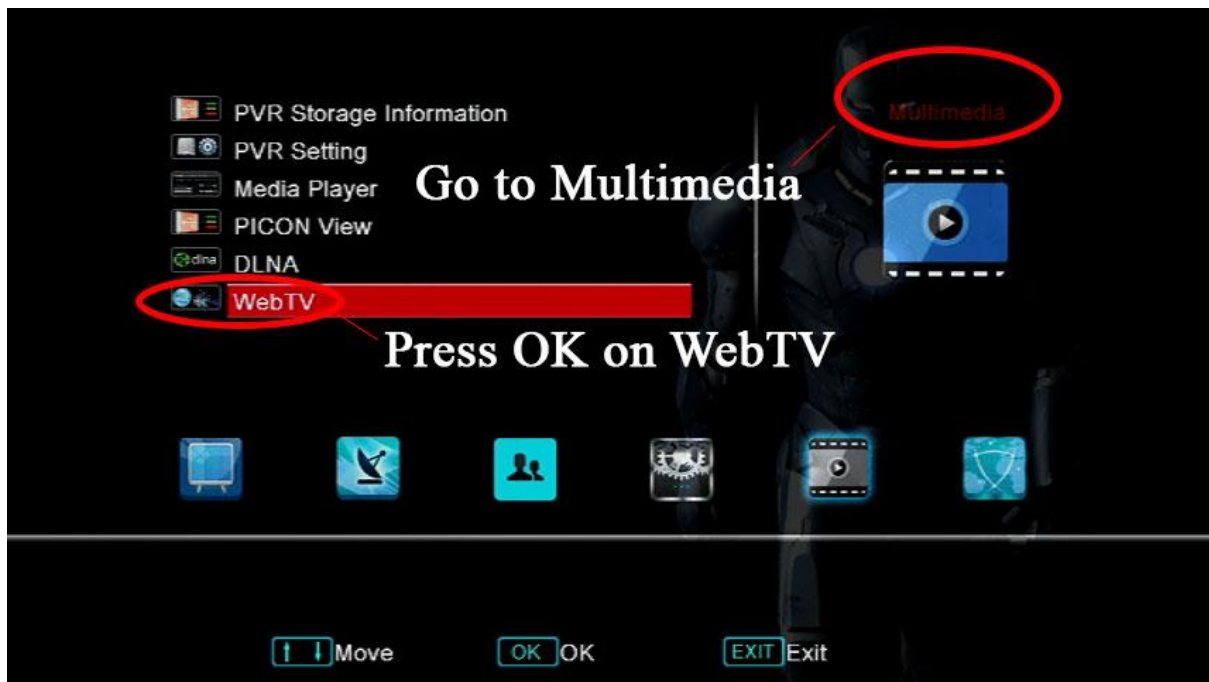 Multimedia
PVR Storage Information
PVR Setting
Media Player
Go to Multimedia
PICON View
dlna DLNA
WebTV
Press OK on WebTV
Move OK OK EXIT Exit